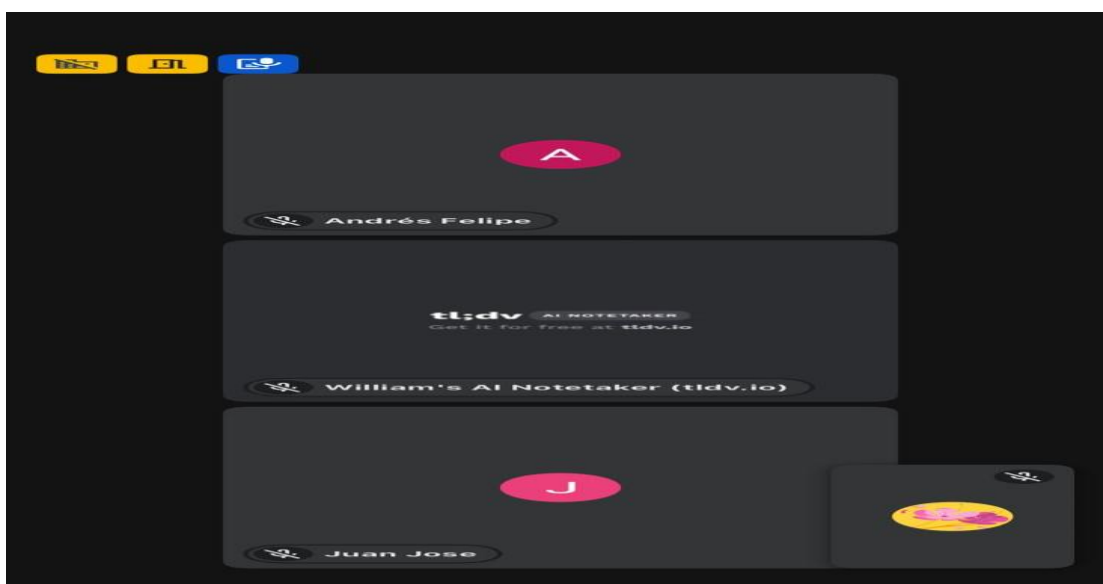 A
Andrés Felipe
tl;dv AI NOTETAKER
Get it for free at tldv.io
William's AI Notetaker (tldv.io)
J
Juan Jose